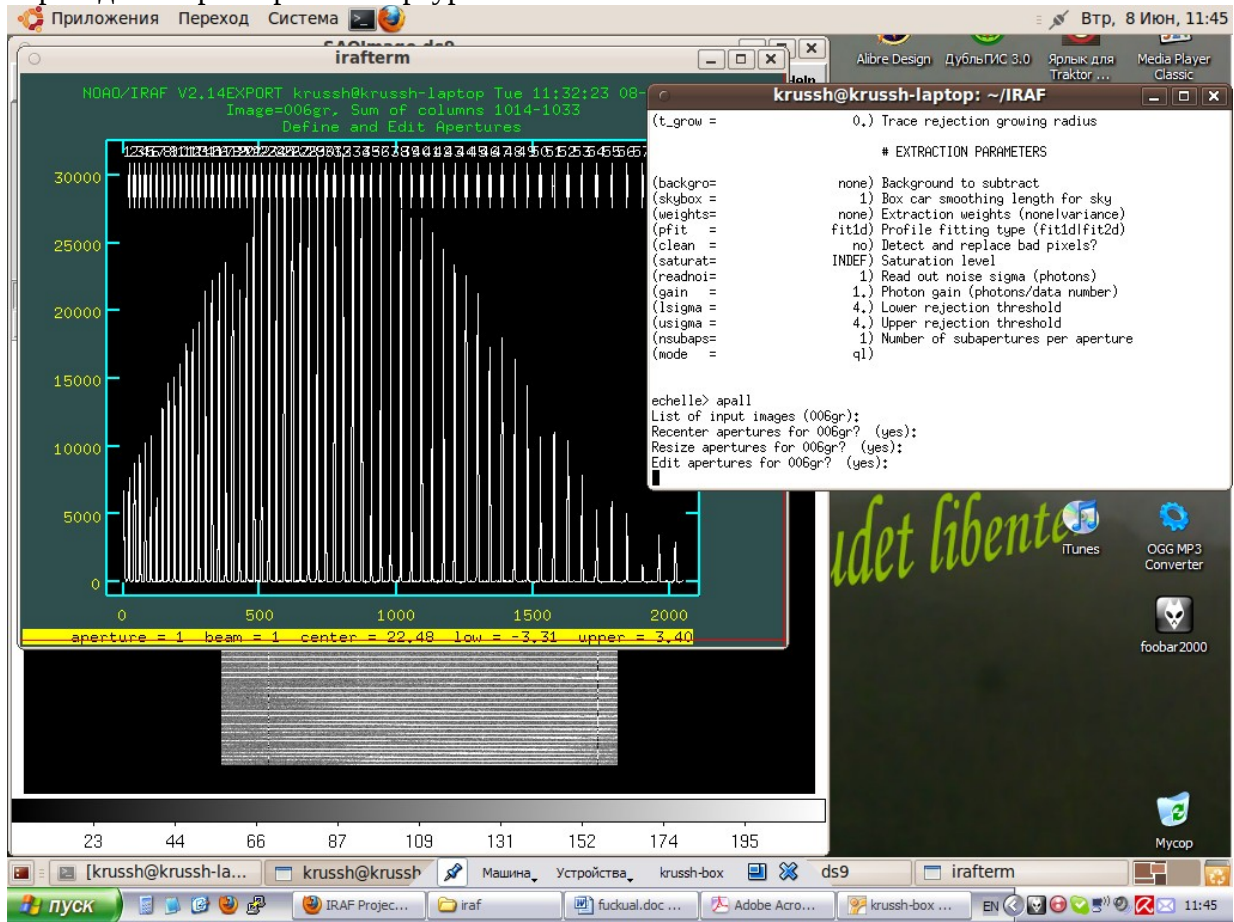 Приложения Переход Система
Втр, 8 Июн, 11:45
irafterm
NOAO/IRAF V2.14EXPORT krussh@krussh-laptop Tue 11:32:23 08-
Image=006gr, Sum of columns 1014-1033
Define and Edit Apertures
30000
25000
20000
15000
10000
5000
0
0 500 1000 1500 2000
aperture = 1 beam = 1 center = 22.48 low = -3.31 upper = 3.40
krussh@krussh-laptop: ~/IRAF
(t_grow = 0.) Trace rejection growing radius
# EXTRACTION PARAMETERS
(backgro= none) Background to subtract
(skybox = 1) Box car smoothing length for sky
(weights= none) Extraction weights (none|variance)
(pfit = fit1d) Profile fitting type (fit1d|fit2d)
(clean = no) Detect and replace bad pixels?
(saturat= INDEF) Saturation level
(readnoi= 1) Read out noise sigma (photons)
(gain = 1.) Photon gain (photons/data number)
(lsigma = 4.) Lower rejection threshold
(usigma = 4.) Upper rejection threshold
(nsubaps= 1) Number of subapertures per aperture
(mode = ql)
echelle> apall
List of input images (006gr):
Recenter apertures for 006gr? (yes):
Resize apertures for 006gr? (yes):
Edit apertures for 006gr? (yes):
Alibre Design
ДубльГИС 3.0
Ярлык для Traktor ...
Media Player Classic
udet libente
iTunes
OGG MP3 Converter
foobar2000
Мусор
23 44 66 87 109 131 152 174 195
[krussh@krussh-la... krussh@krussh Машина Устройства krussh-box ds9 irafterm
пуск IRAF Projec... iraf fuckual.doc ... Adobe Acro... krussh-box ... EN 11:45